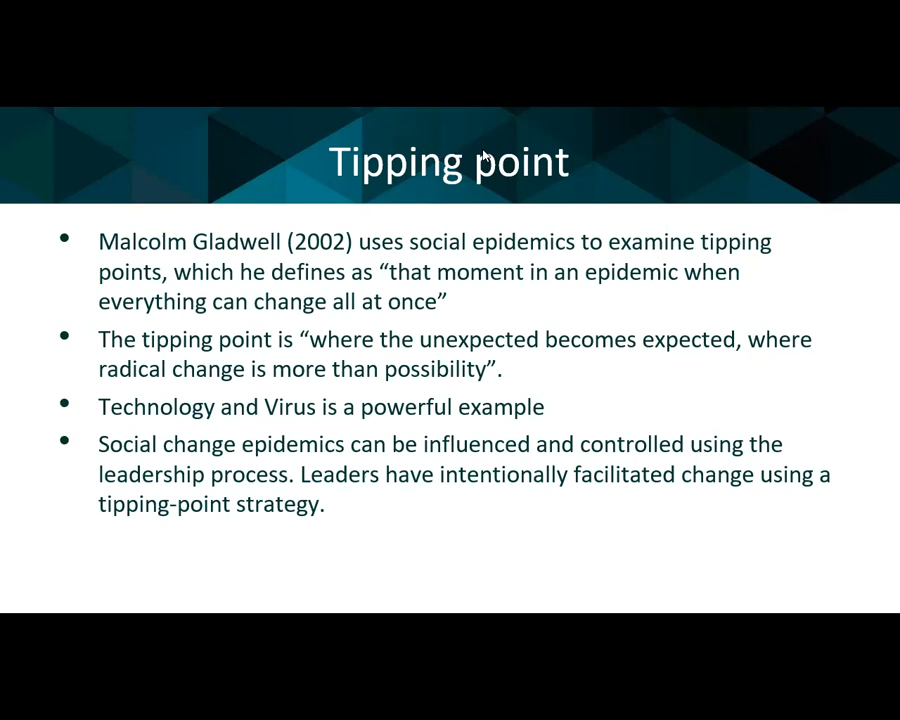 Tipping point
• Malcolm Gladwell (2002) uses social epidemics to examine tipping
points, which he defines as “that moment in an epidemic when
everything can change all at once”
• The tipping point is “where the unexpected becomes expected, where
radical change is more than possibility”.
• Technology and Virus is a powerful example
• Social change epidemics can be influenced and controlled using the
leadership process. Leaders have intentionally facilitated change using a
tipping-point strategy.